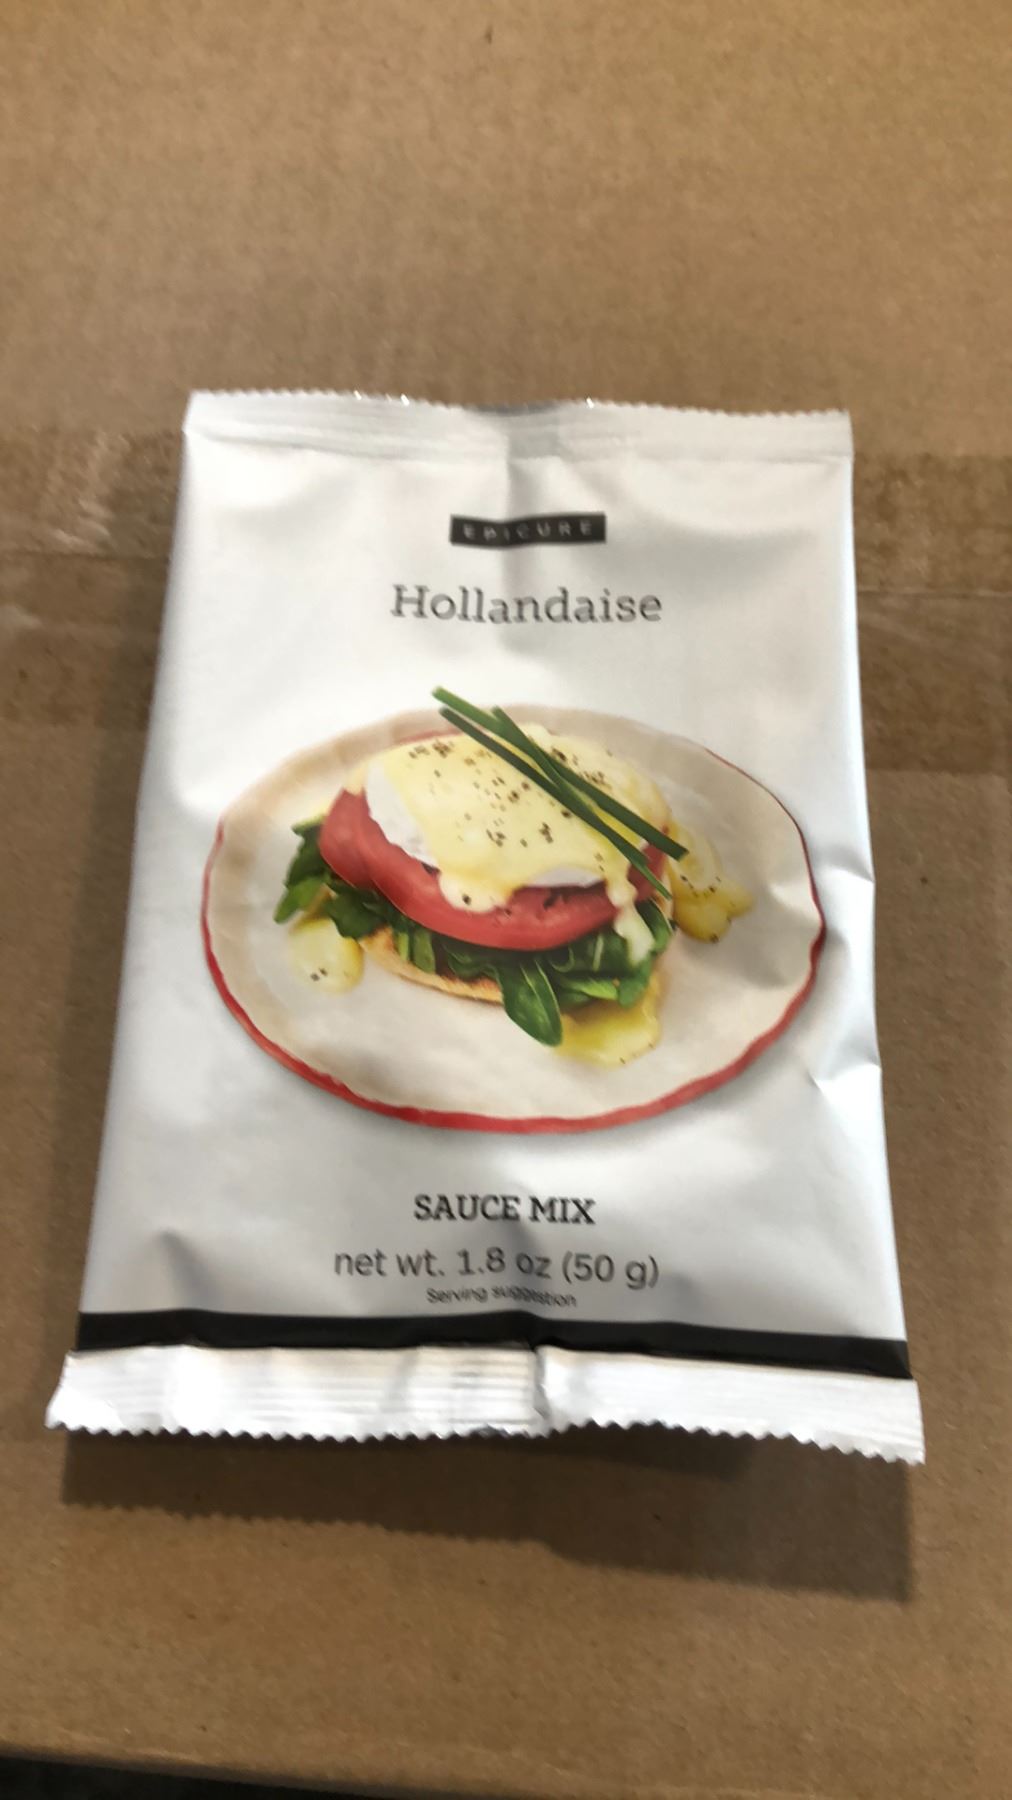 EPICURE
Hollandaise
SAUCE MIX
net wt. 1.8 oz (50 g)
Serving suggestion